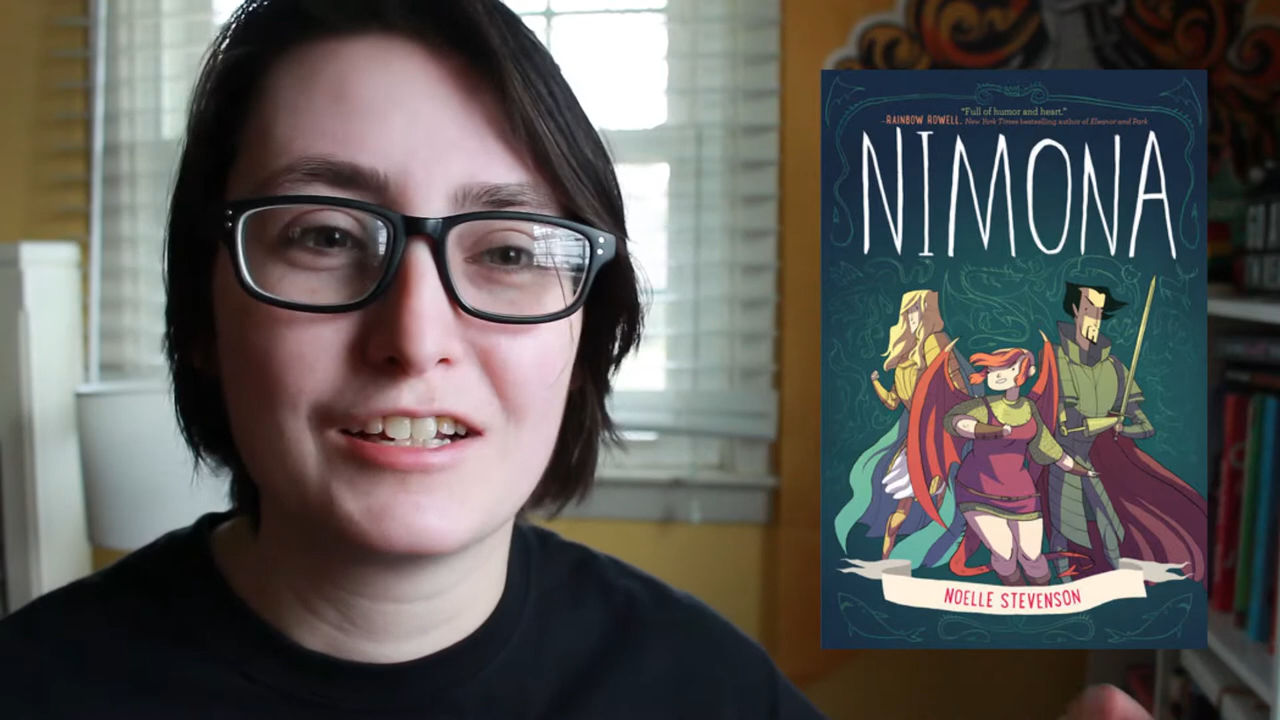 "Full of humor and heart,"
-RAINBOW ROWELL, New York Times bestselling author of Eleanor and Park
NIMONA
NOELLE STEVENSON